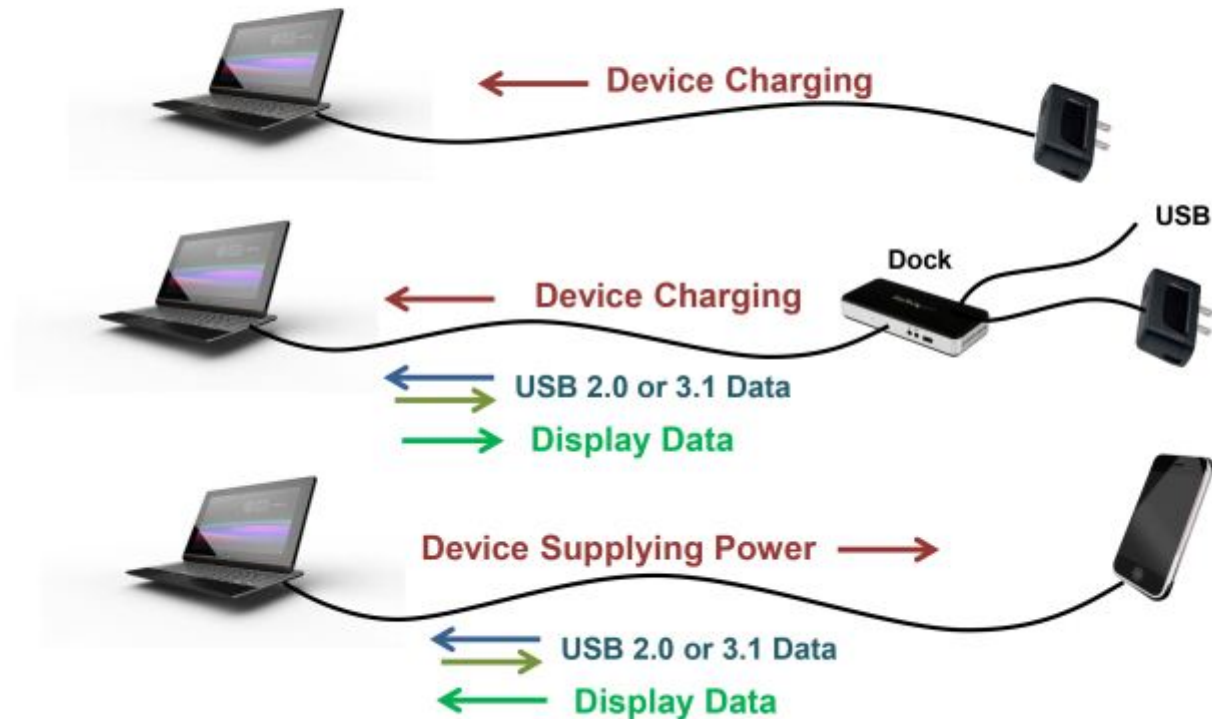 Device Charging
USB
Dock
Device Charging
USB 2.0 or 3.1 Data
Display Data
Device Supplying Power
USB 2.0 or 3.1 Data
Display Data